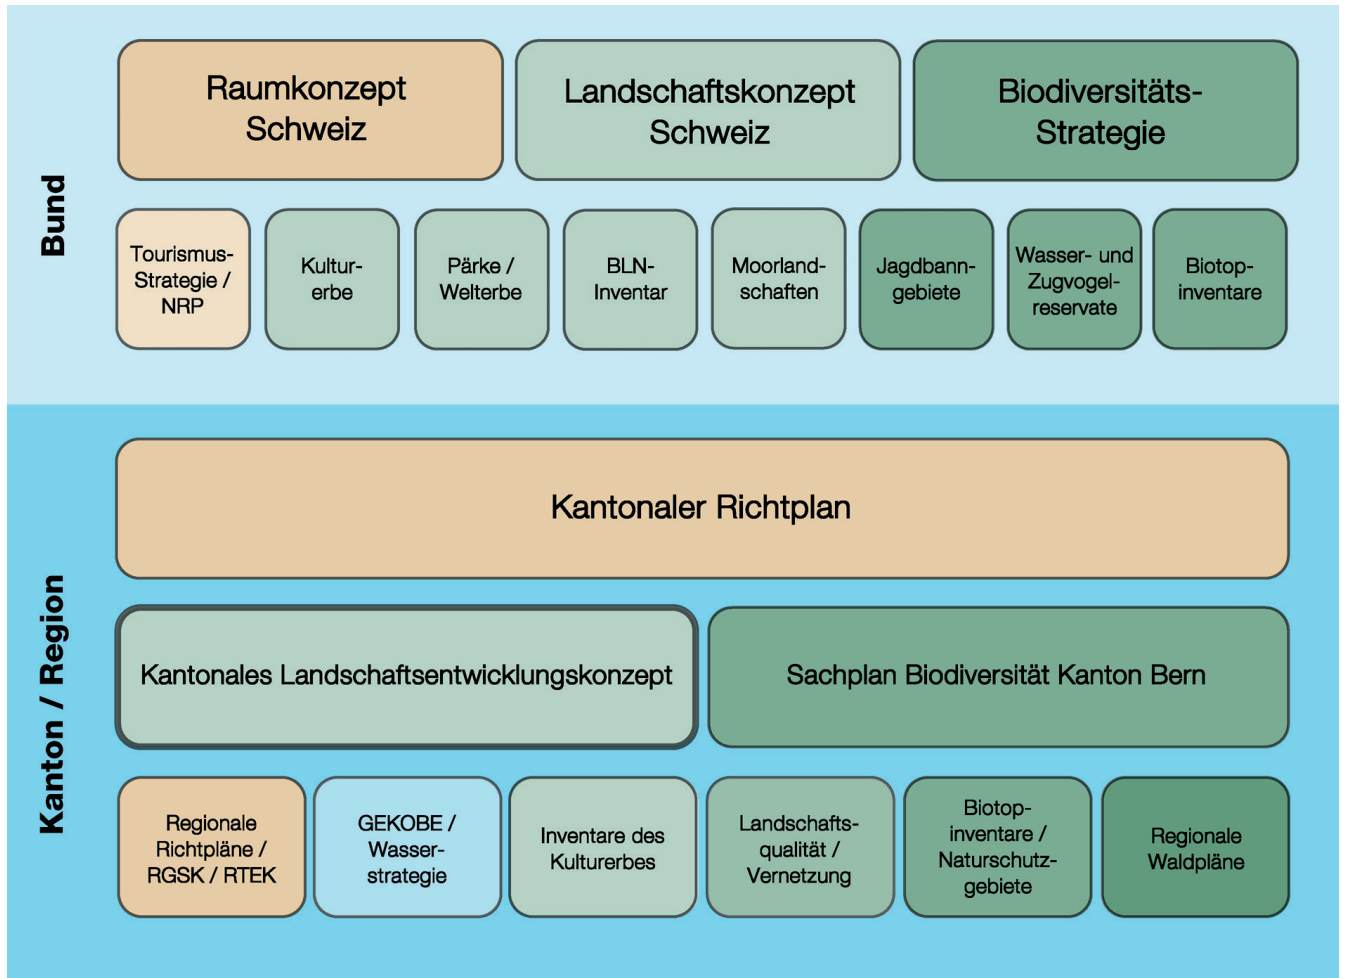 Bund
Raumkonzept
Schweiz
Landschaftskonzept
Schweiz
Biodiversitäts-
Strategie
Tourismus-
Strategie /
NRP
Kultur-
erbe
Pärke /
Welterbe
BLN-
Inventar
Moorland-
schaften
Jagdbann-
gebiete
Wasser- und
Zugvogel-
reservate
Biotop-
inventare
Kanton / Region
Kantonaler Richtplan
Kantonales Landschaftsentwicklungskonzept
Sachplan Biodiversität Kanton Bern
Regionale
Richtpläne /
RGSK / RTEK
GEKOBE /
Wasser-
strategie
Inventare des
Kulturerbes
Landschafts-
qualität /
Vernetzung
Biotop-
inventare /
Naturschutz-
gebiete
Regionale
Waldpläne